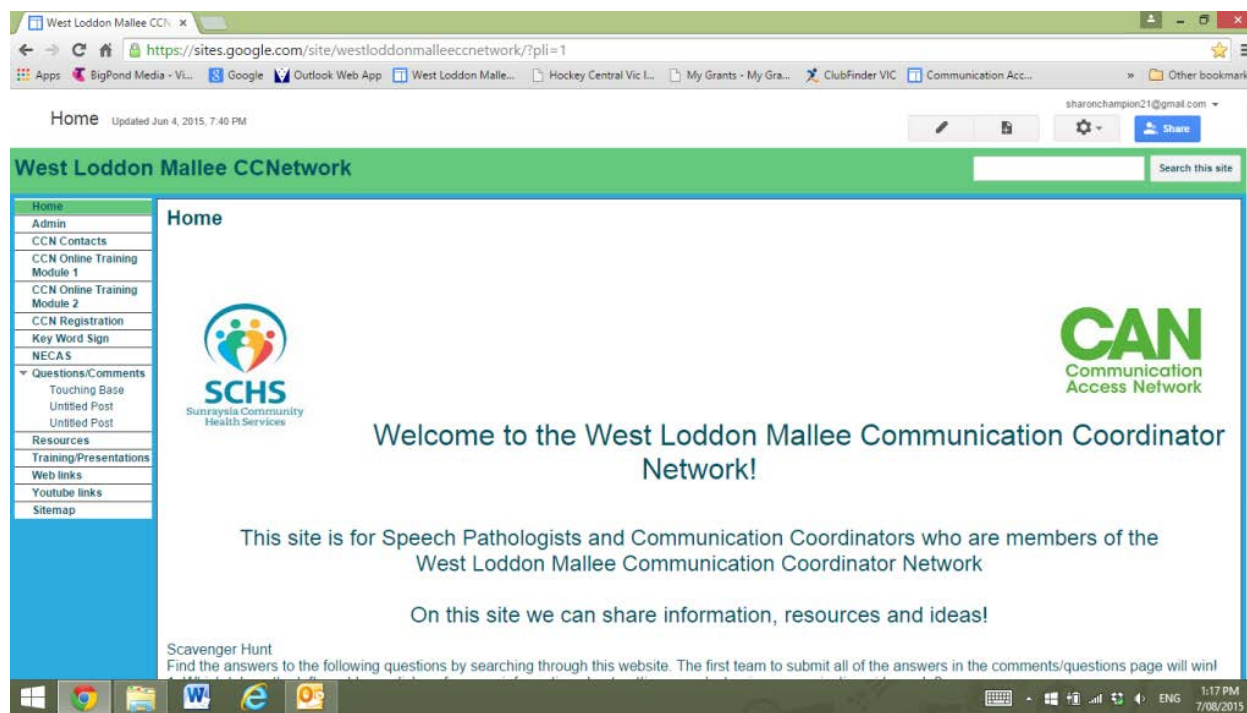 West Loddon Mallee CCN
https://sites.google.com/site/westloddonmalleeccnetwork/?pli=1
Apps BigPond Media - Vi... Google Outlook Web App West Loddon Malle... Hockey Central Vic I... My Grants - My Gra... ClubFinder VIC Communication Acc... » Other bookmark
sharonchampion21@gmail.com
Home Updated Jun 4, 2015, 7:40 PM
Share
West Loddon Mallee CCNetwork
Search this site
Home
Admin
CCN Contacts
CCN Online Training
Module 1
CCN Online Training
Module 2
CCN Registration
Key Word Sign
NECAS
Questions/Comments
Touching Base
Untitled Post
Untitled Post
Resources
Training/Presentations
Web links
Youtube links
Sitemap
Home
SCHS
Sunraysia Community
Health Services
CAN
Communication
Access Network
Welcome to the West Loddon Mallee Communication Coordinator
Network!
This site is for Speech Pathologists and Communication Coordinators who are members of the
West Loddon Mallee Communication Coordinator Network
On this site we can share information, resources and ideas!
Scavenger Hunt
Find the answers to the following questions by searching through this website. The first team to submit all of the answers in the comments/questions page will win!
ENG
1:17 PM
7/08/2015